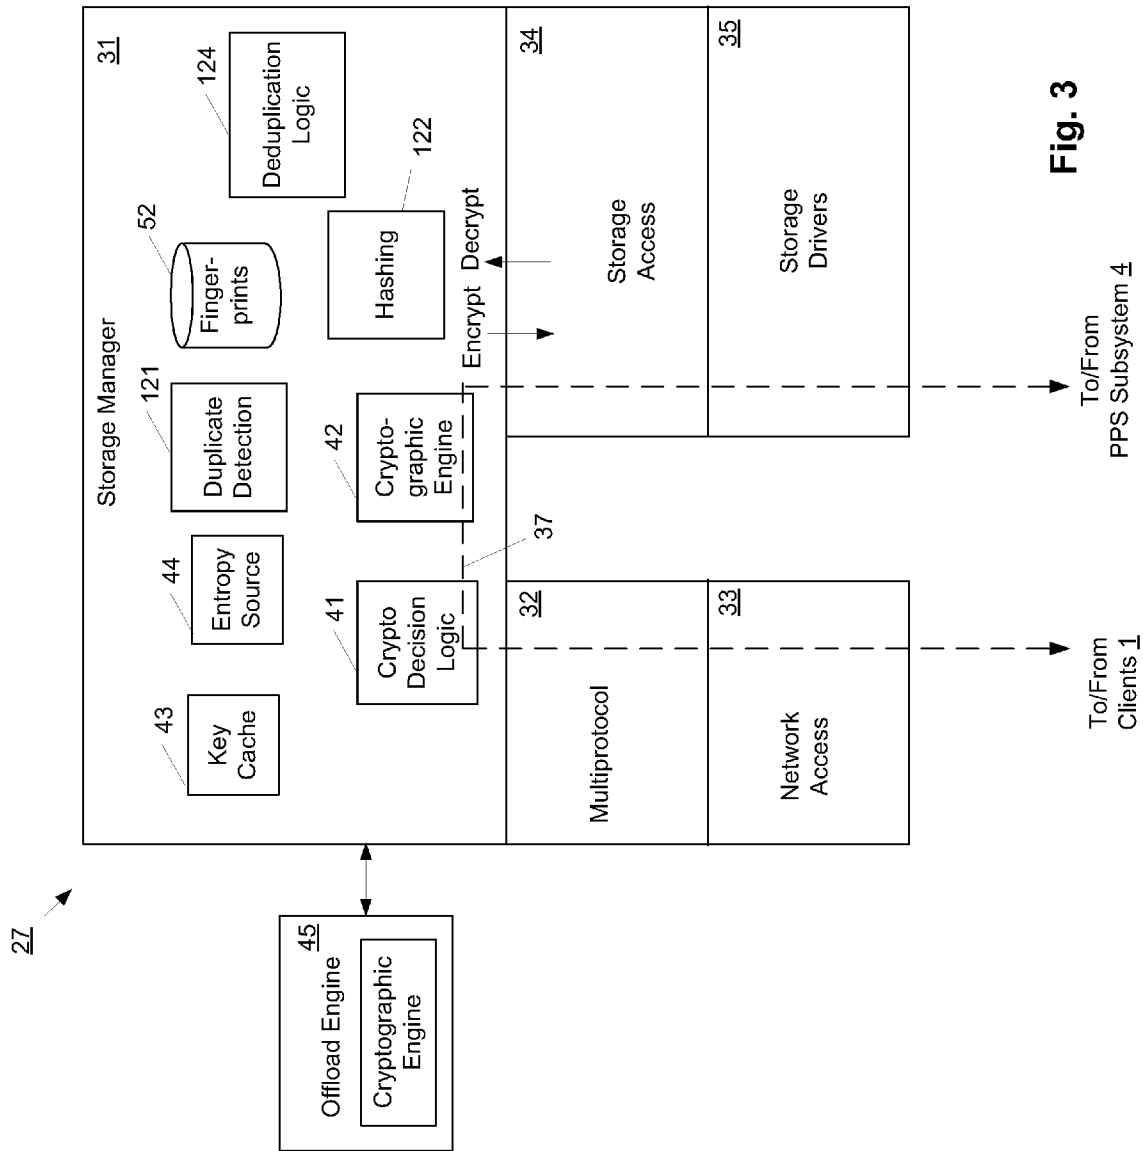 27
Storage Manager
31
43
Key
Cache
44
Entropy
Source
121
Duplicate
Detection
52
Finger-
prints
124
Deduplication
Logic
41
Crypto
Decision
Logic
42
Crypto-
graphic
Engine
Hashing
122
37
Encrypt
Decrypt
45
Offload Engine
Cryptographic
Engine
32
Multiprotocol
33
Network
Access
34
Storage
Access
35
Storage
Drivers
To/From
Clients 1
To/From
PPS Subsystem 4
Fig. 3